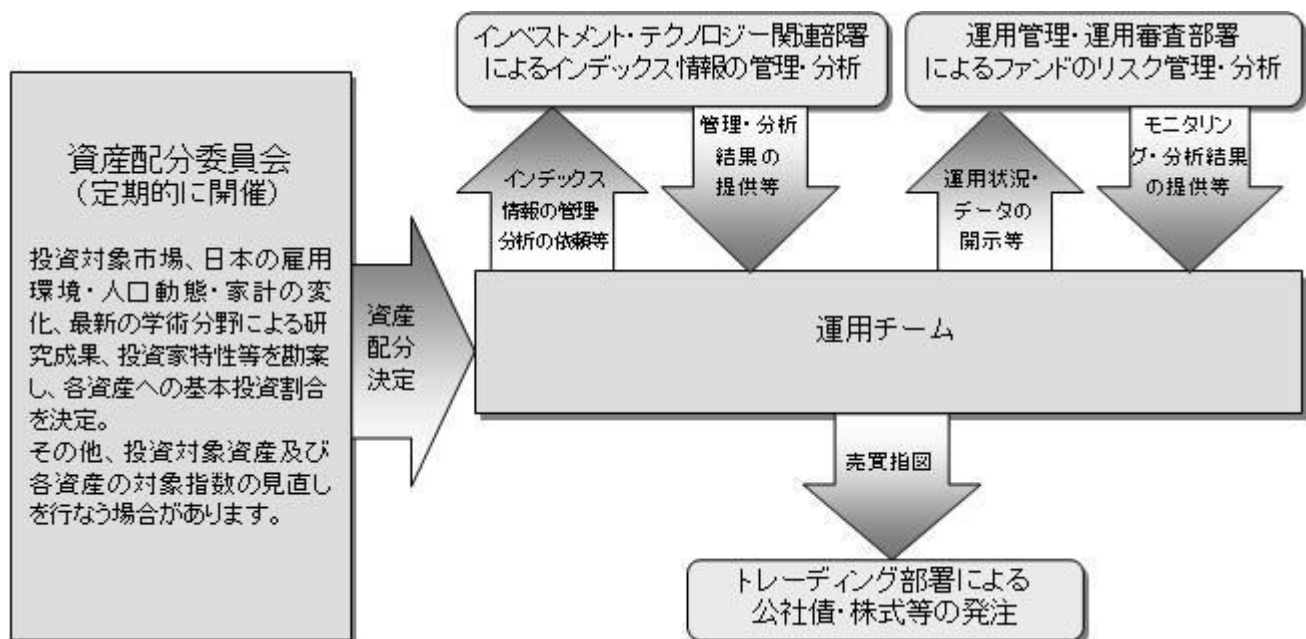 インベストメント・テクノロジー関連部署
によるインデックス情報の管理・分析
運用管理・運用審査部署
によるファンドのリスク管理・分析
資産配分委員会
（定期的に開催）
投資対象市場、日本の雇用
環境・人口動態・家計の変
化、最新の学術分野による研
究成果、投資家特性等を勘案
し、各資産への基本投資割合
を決定。
その他、投資対象資産及び
各資産の対象指数の見直し
を行なう場合があります。
資産
配分
決定
インデックス
情報の管理・
分析の依頼等
管理・分析
結果の
提供等
運用状況・
データの
開示等
モニタリン
グ・分析結果
の提供等
運用チーム
売買指図
トレーディング部署による
公社債・株式等の発注